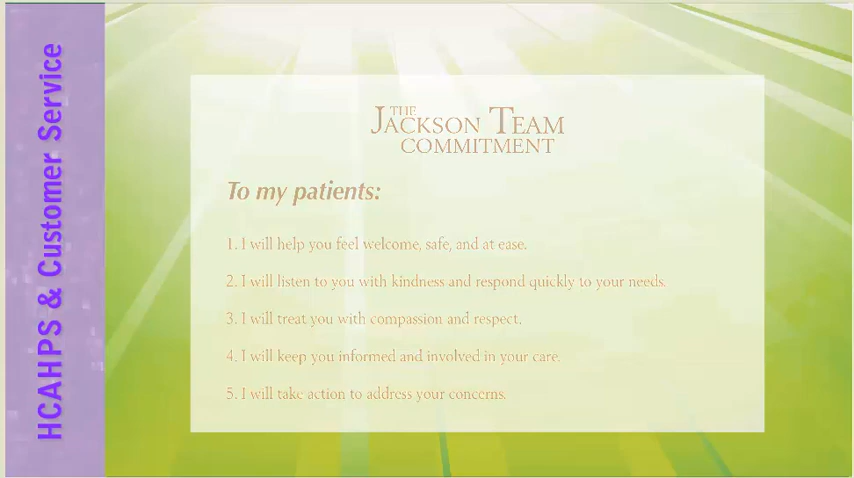 HCAHPS & Customer Service
THE
JACKSON TEAM
COMMITMENT
To my patients:
1. I will help you feel welcome, safe, and at ease.
2. I will listen to you with kindness and respond quickly to your needs.
3. I will treat you with compassion and respect.
4. I will keep you informed and involved in your care.
5. I will take action to address your concerns.